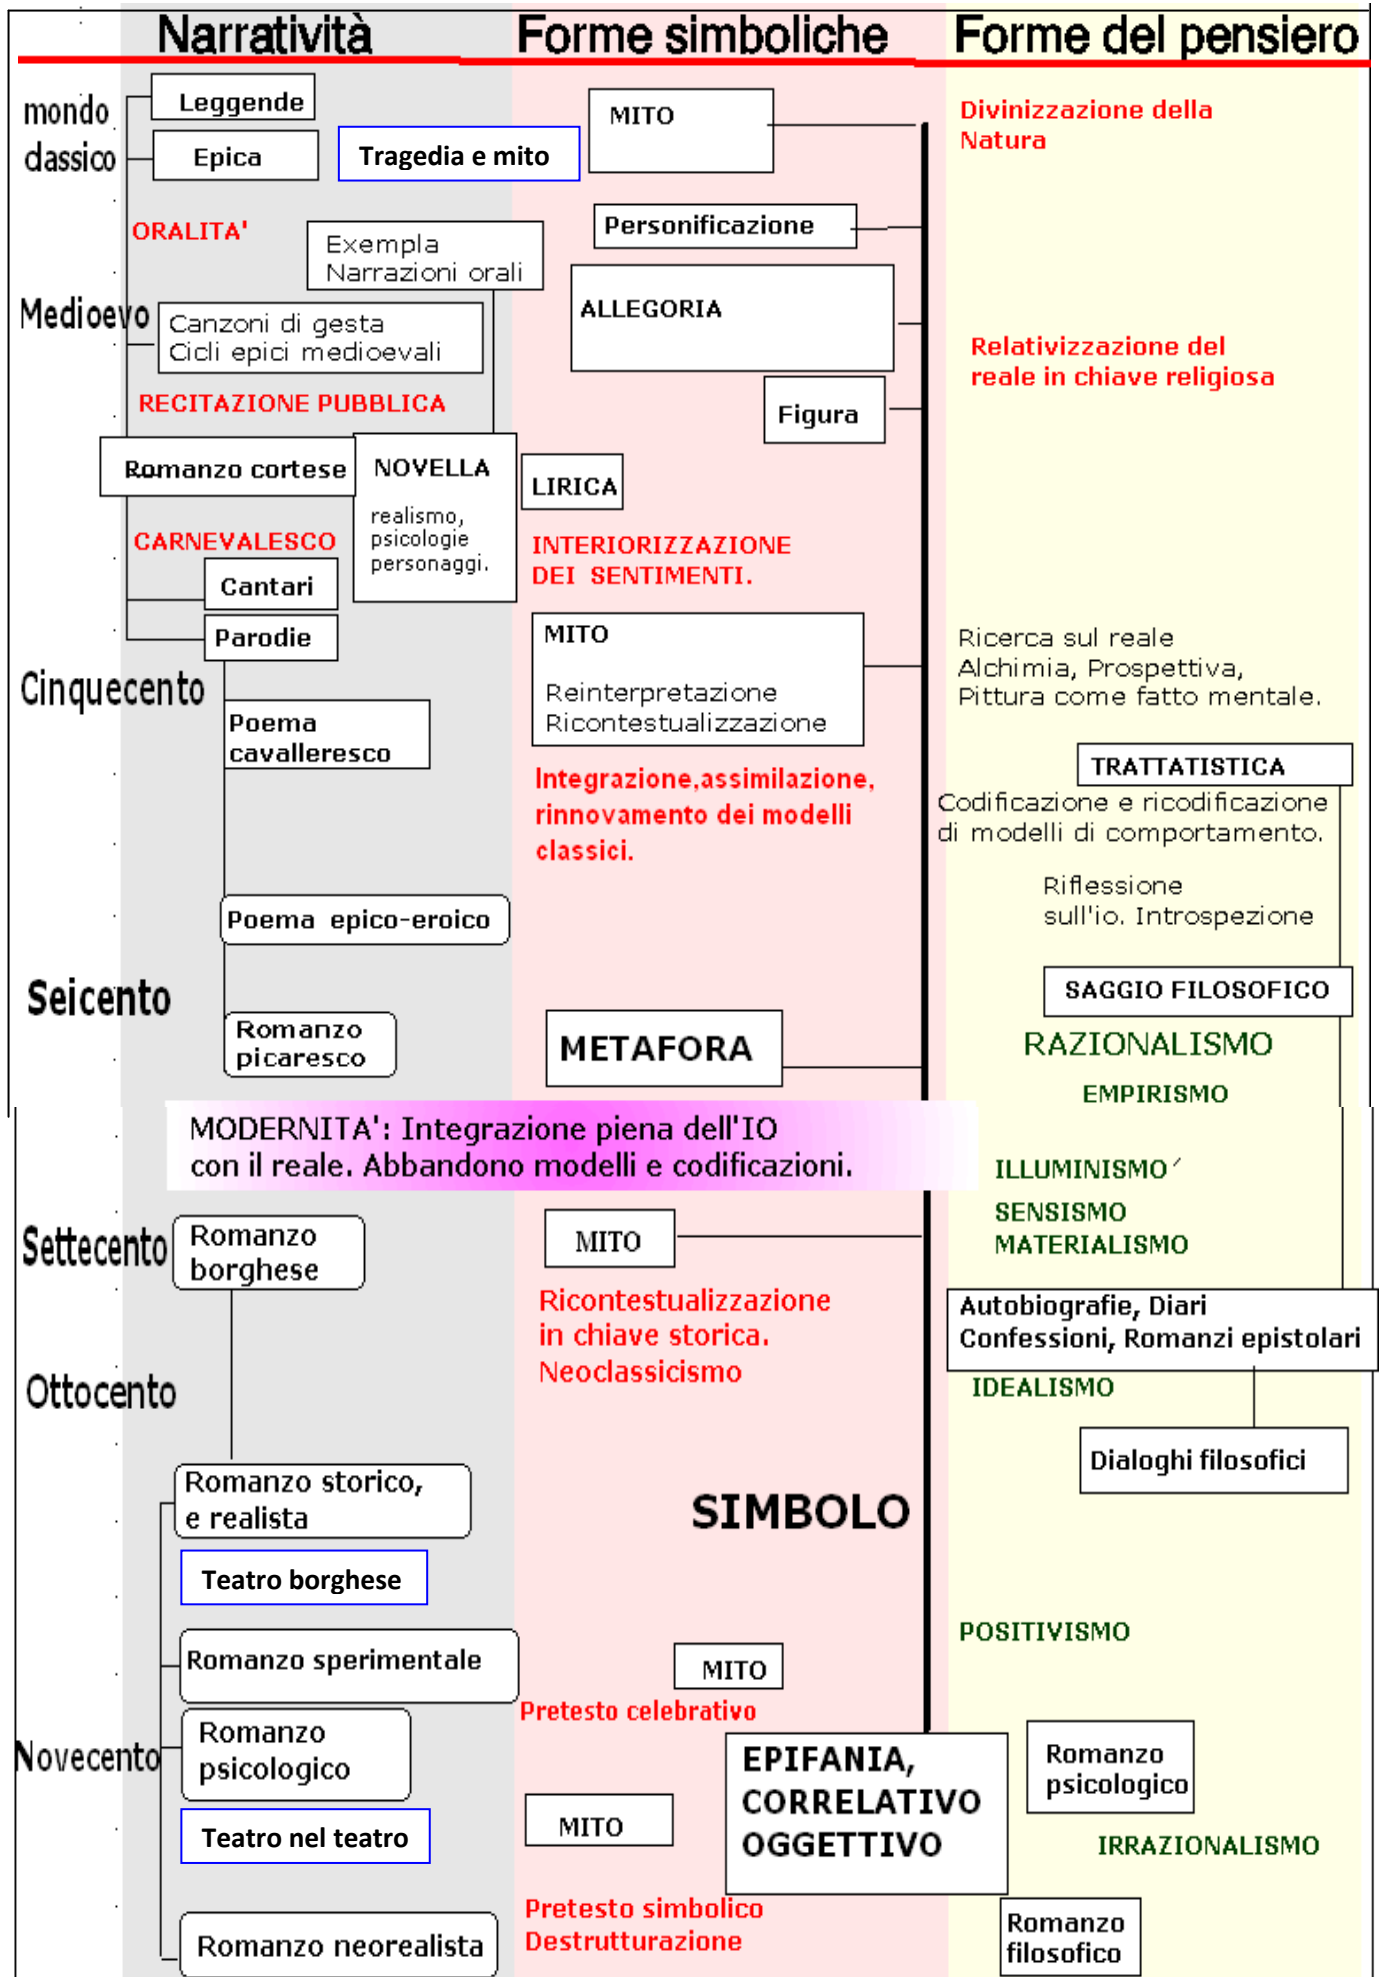 Narratività
Forme simboliche
Forme del pensiero
mondo
classico
Leggende
Epica
Tragedia e mito
MITO
Divinizzazione della
Natura
ORALITA'
Exempla
Narrazioni orali
Personificazione
Medioevo
Canzoni di gesta
Cicli epici medioevali
ALLEGORIA
Relativizzazione del
reale in chiave religiosa
RECITAZIONE PUBBLICA
Figura
Romanzo cortese
NOVELLA
realismo,
psicologie
personaggi.
LIRICA
CARNEVALESCO
INTERIORIZZAZIONE
DEI SENTIMENTI.
Cantari
Parodie
MITO
Reinterpretazione
Ricontestualizzazione
Ricerca sul reale
Alchimia, Prospettiva,
Pittura come fatto mentale.
Cinquecento
Poema
cavalleresco
Integrazione,assimilazione,
rinnovamento dei modelli
classici.
TRATTATISTICA
Codificazione e ricodificazione
di modelli di comportamento.
Riflessione
sull'io. Introspezione
Poema epico-eroico
Seicento
Romanzo
picaresco
METAFORA
SAGGIO FILOSOFICO
RAZIONALISMO
EMPIRISMO
MODERNITA': Integrazione piena dell'IO
con il reale. Abbandono modelli e codificazioni.
ILLUMINISMO
SENSISMO
MATERIALISMO
Settecento
Romanzo
borghese
MITO
Ricontestualizzazione
in chiave storica.
Neoclassicismo
Autobiografie, Diari
Confessioni, Romanzi epistolari
Ottocento
IDEALISMO
Dialoghi filosofici
Romanzo storico,
e realista
SIMBOLO
Teatro borghese
POSITIVISMO
Romanzo sperimentale
MITO
Pretesto celebrativo
Novecento
Romanzo
psicologico
EPIFANIA,
CORRELATIVO
OGGETTIVO
Romanzo
psicologico
Teatro nel teatro
MITO
IRRAZIONALISMO
Pretesto simbolico
Destrutturazione
Romanzo neorealista
Romanzo
filosofico